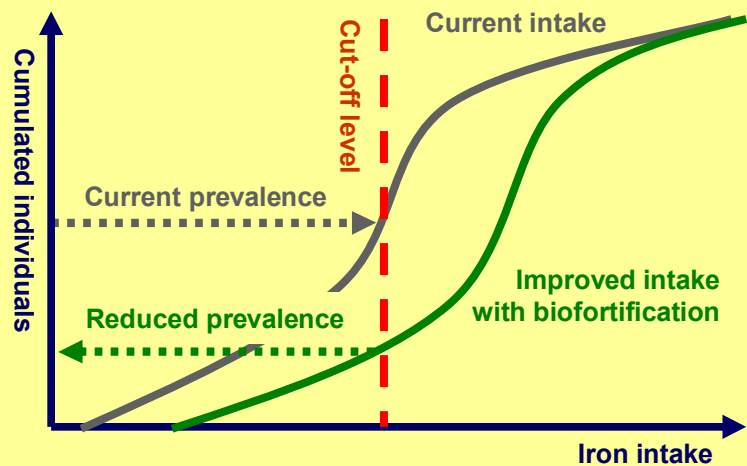 Current intake
Cut-off level
Cumulated individuals
Current prevalence
Improved intake
with biofortification
Reduced prevalence
Iron intake